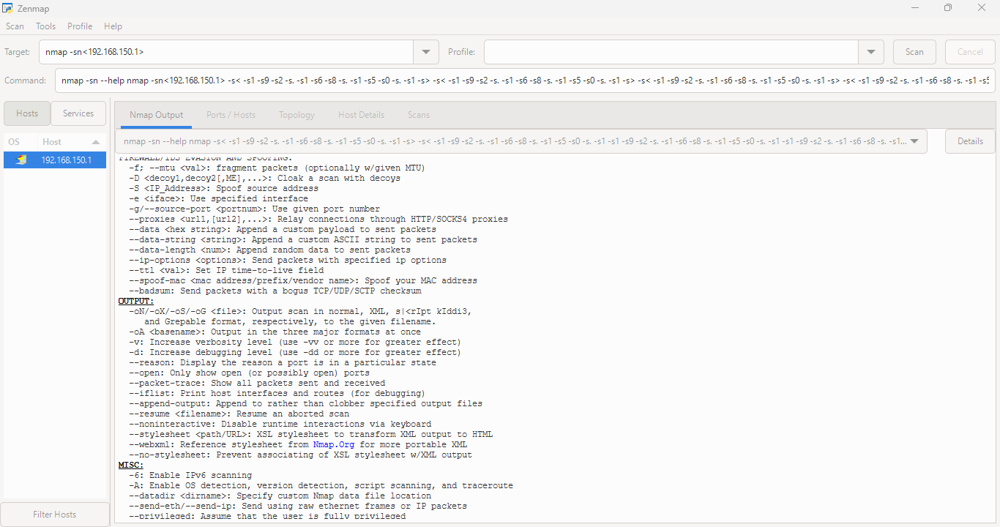 Zenmap
Scan Tools Profile Help
Target: nmap -sn<192.168.150.1> Profile: Scan Cancel
Command: nmap -sn --help nmap -sn<192.168.150.1> -s< -s1 -s9 -s2 -s. -s1 -s6 -s8 -s. -s1 -s5 -s0 -s. -s1 -s> -s< -s1 -s9 -s2 -s. -s1 -s6 -s8 -s. -s1 -s5 -s0 -s. -s1 -s> -s< -s1 -s9 -s2 -s. -s1 -s6 -s8 -s. -s1 -s5 -s0 -s. -s1 -s> -s< -s1 -s9 -s2 -s. -s1 -s6 -s8 -s. -s1 -s5
Hosts Services Nmap Output Ports / Hosts Topology Host Details Scans
OS Host
nmap -sn --help nmap -s< -s1 -s9 -s2 -s. -s1 -s6 -s8 -s. -s1 -s5 -s0 -s. -s1 -s> -s< -s1 -s9 -s2 -s. -s1 -s6 -s8 -s. -s1 -s5 -s0 -s. -s1 -s1 -s9 -s2 -s. -s1 -s6 -s8 -s. -s1 -s5 -s0 -s. -s1 -s1 -s9 -s2 -s. -s1 -s6 -s8 -s. -s1... Details
192.168.150.1
FIREWALL/IDS EVASION AND SPOOFING:
-f; --mtu <val>: fragment packets (optionally w/given MTU)
-D <decoy1,decoy2[,ME],...>: Cloak a scan with decoys
-S <IP_Address>: Spoof source address
-e <iface>: Use specified interface
-g/--source-port <portnum>: Use given port number
--proxies <url1,[url2],...>: Relay connections through HTTP/SOCKS4 proxies
--data <hex string>: Append a custom payload to sent packets
--data-string <string>: Append a custom ASCII string to sent packets
--data-length <num>: Append random data to sent packets
--ip-options <options>: Send packets with specified ip options
--ttl <val>: Set IP time-to-live field
--spoof-mac <mac address/prefix/vendor name>: Spoof your MAC address
--badsum: Send packets with a bogus TCP/UDP/SCTP checksum
OUTPUT:
-oN/-oX/-oS/-oG <file>: Output scan in normal, XML, s|<rIpt kIddi3,
and Grepable format, respectively, to the given filename.
-oA <basename>: Output in the three major formats at once
-v: Increase verbosity level (use -vv or more for greater effect)
-d: Increase debugging level (use -dd or more for greater effect)
--reason: Display the reason a port is in a particular state
--open: Only show open (or possibly open) ports
--packet-trace: Show all packets sent and received
--iflist: Print host interfaces and routes (for debugging)
--append-output: Append to rather than clobber specified output files
--resume <filename>: Resume an aborted scan
--noninteractive: Disable runtime interactions via keyboard
--stylesheet <path/URL>: XSL stylesheet to transform XML output to HTML
--webxml: Reference stylesheet from Nmap.Org for more portable XML
--no-stylesheet: Prevent associating of XSL stylesheet w/XML output
MISC:
-6: Enable IPv6 scanning
-A: Enable OS detection, version detection, script scanning, and traceroute
--datadir <dirname>: Specify custom Nmap data file location
--send-eth/--send-ip: Send using raw ethernet frames or IP packets
--privileged: Assume that the user is fully privileged
Filter Hosts